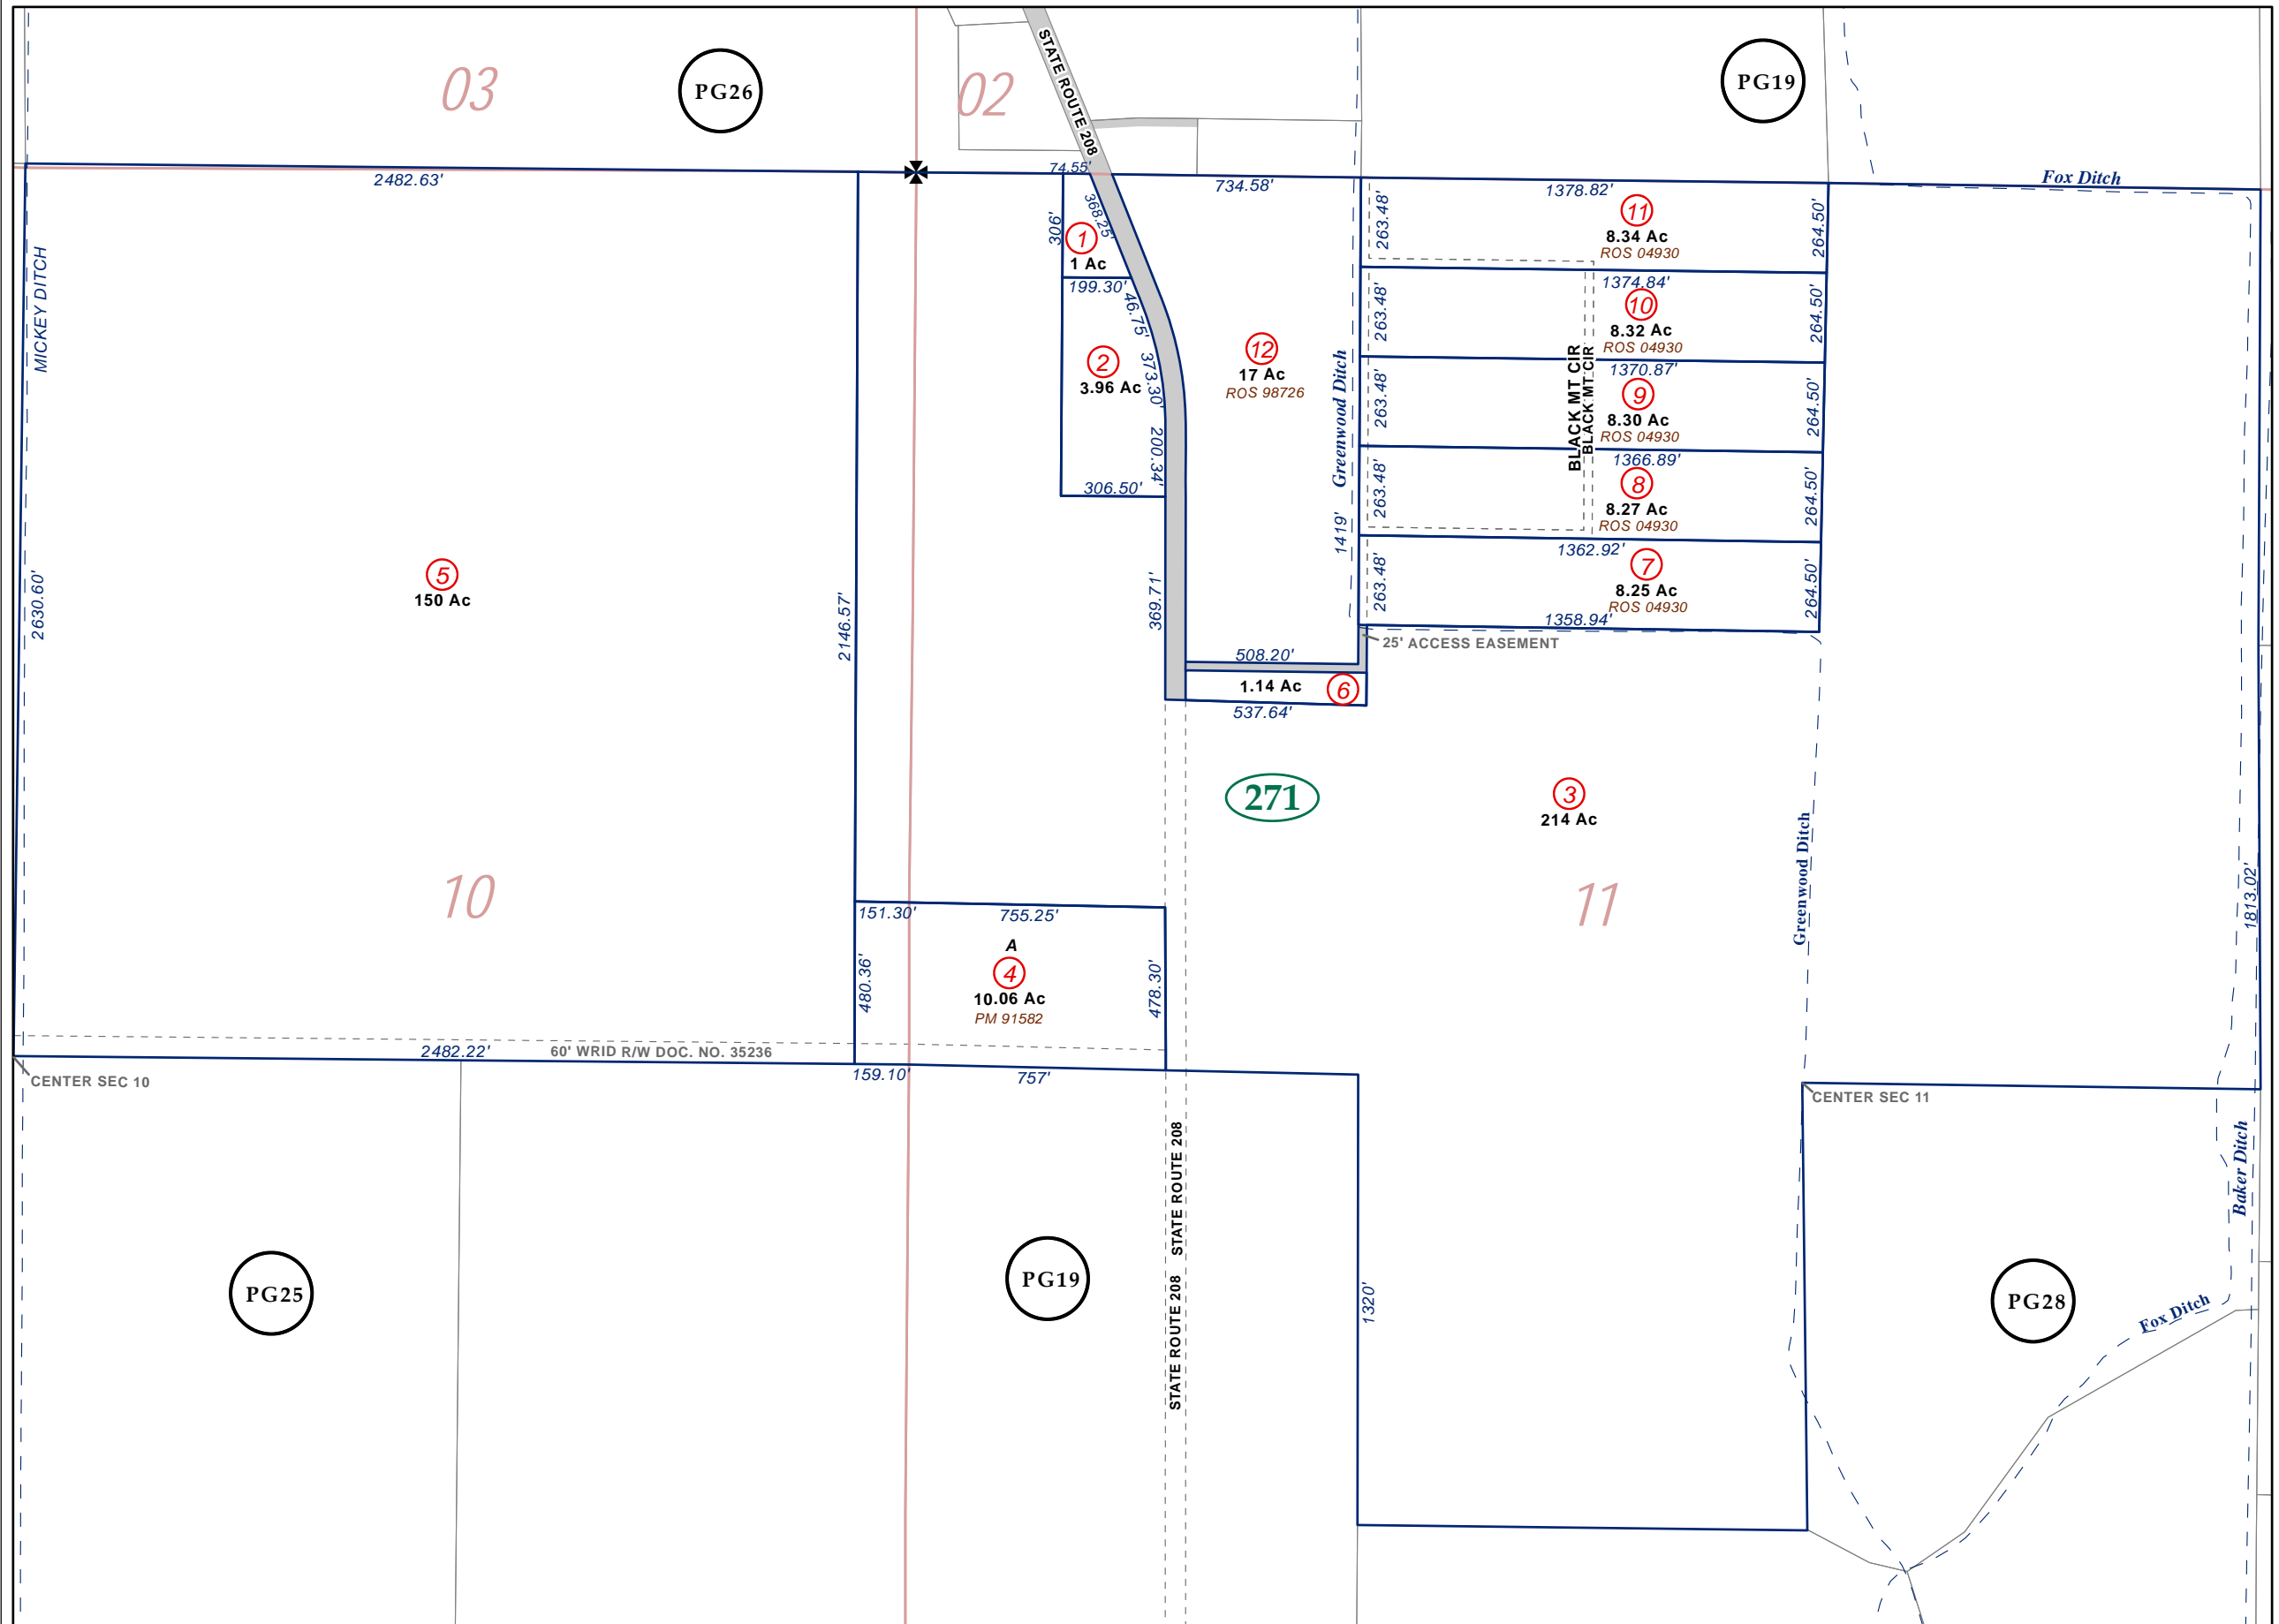 03
PG26
02
STATE ROUTE 208
PG19
2482.63'
74.55'
734.58'
1378.82'
Fox Ditch
MICKEY DITCH
306'
368.25'
1
1 Ac
199.30'
46.75'
2
3.96 Ac
373.30'
200.34'
306.50'
12
17 Ac
ROS 98726
Greenwood Ditch
1419'
263.48'
11
8.34 Ac
ROS 04930
264.50'
1374.84'
263.48'
10
8.32 Ac
ROS 04930
264.50'
BLACK MT CIR
BLACK MT CIR
1370.87'
263.48'
9
8.30 Ac
ROS 04930
264.50'
1366.89'
263.48'
8
8.27 Ac
ROS 04930
264.50'
1362.92'
263.48'
7
8.25 Ac
ROS 04930
264.50'
1358.94'
25' ACCESS EASEMENT
5
150 Ac
2630.60'
2146.57'
369.71'
508.20'
1.14 Ac
6
537.64'
271
3
214 Ac
10
11
Greenwood Ditch
1813.02'
151.30'
755.25'
A
4
10.06 Ac
PM 91582
480.36'
478.30'
2482.22'
60' WRID R/W DOC. NO. 35236
159.10'
757'
CENTER SEC 10
CENTER SEC 11
STATE ROUTE 208
STATE ROUTE 208
Baker Ditch
PG25
PG19
1320'
PG28
Fox Ditch